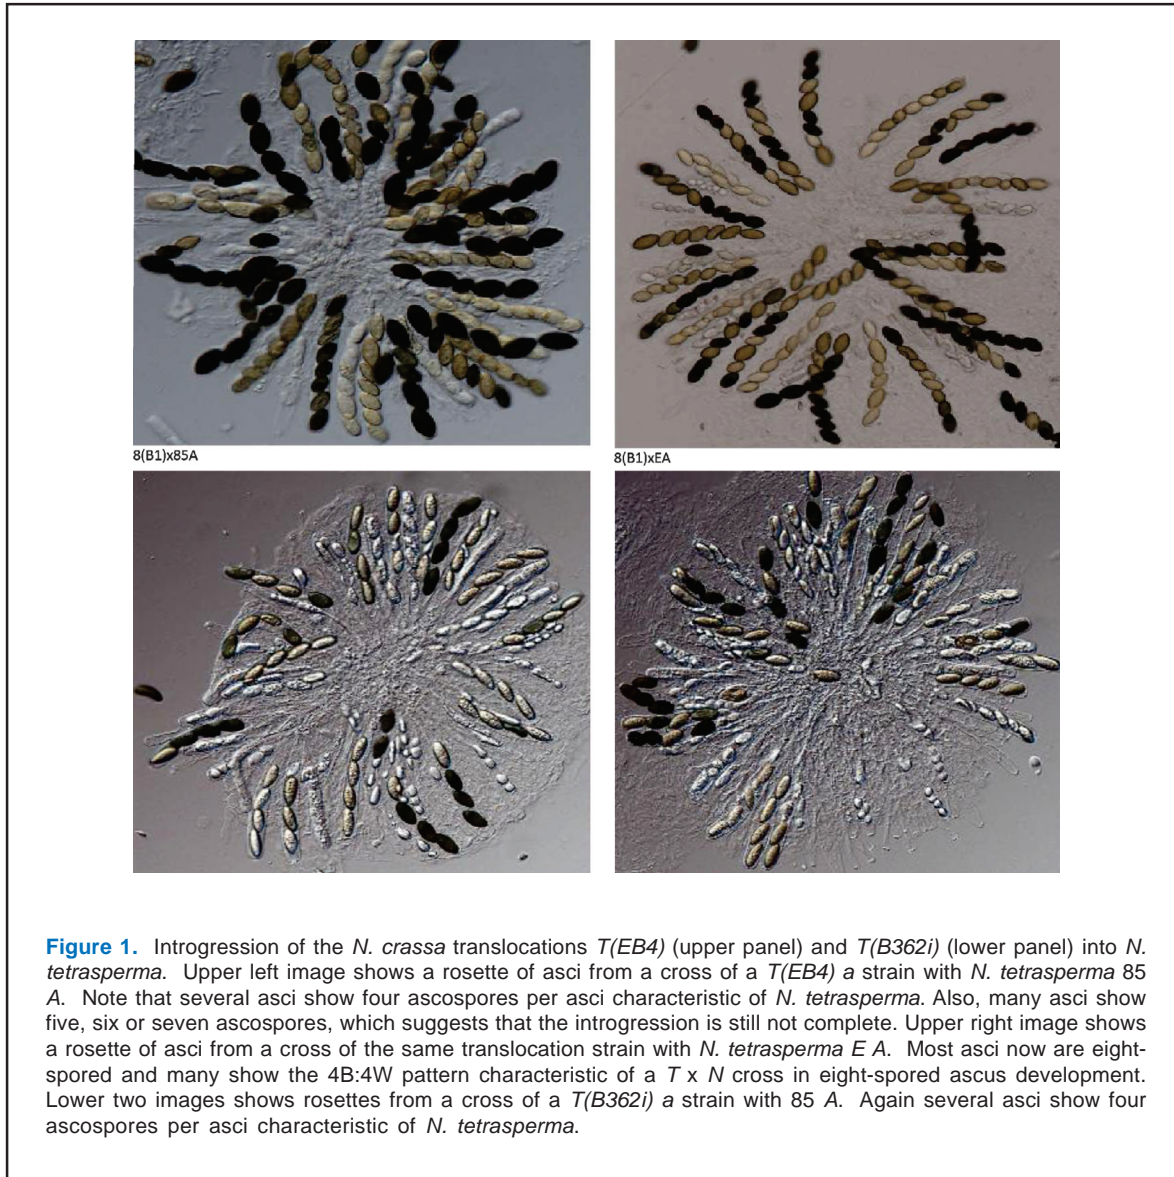 8(B1)x85A
8(B1)xEA
Figure 1. Introgression of the N. crassa translocations T(EB4) (upper panel) and T(B362i) (lower panel) into N.
tetrasperma. Upper left image shows a rosette of asci from a cross of a T(EB4) a strain with N. tetrasperma 85
A. Note that several asci show four ascospores per asci characteristic of N. tetrasperma. Also, many asci show
five, six or seven ascospores, which suggests that the introgression is still not complete. Upper right image shows
a rosette of asci from a cross of the same translocation strain with N. tetrasperma E A. Most asci now are eight-
spored and many show the 4B:4W pattern characteristic of a T x N cross in eight-spored ascus development.
Lower two images shows rosettes from a cross of a T(B362i) a strain with 85 A. Again several asci show four
ascospores per asci characteristic of N. tetrasperma.